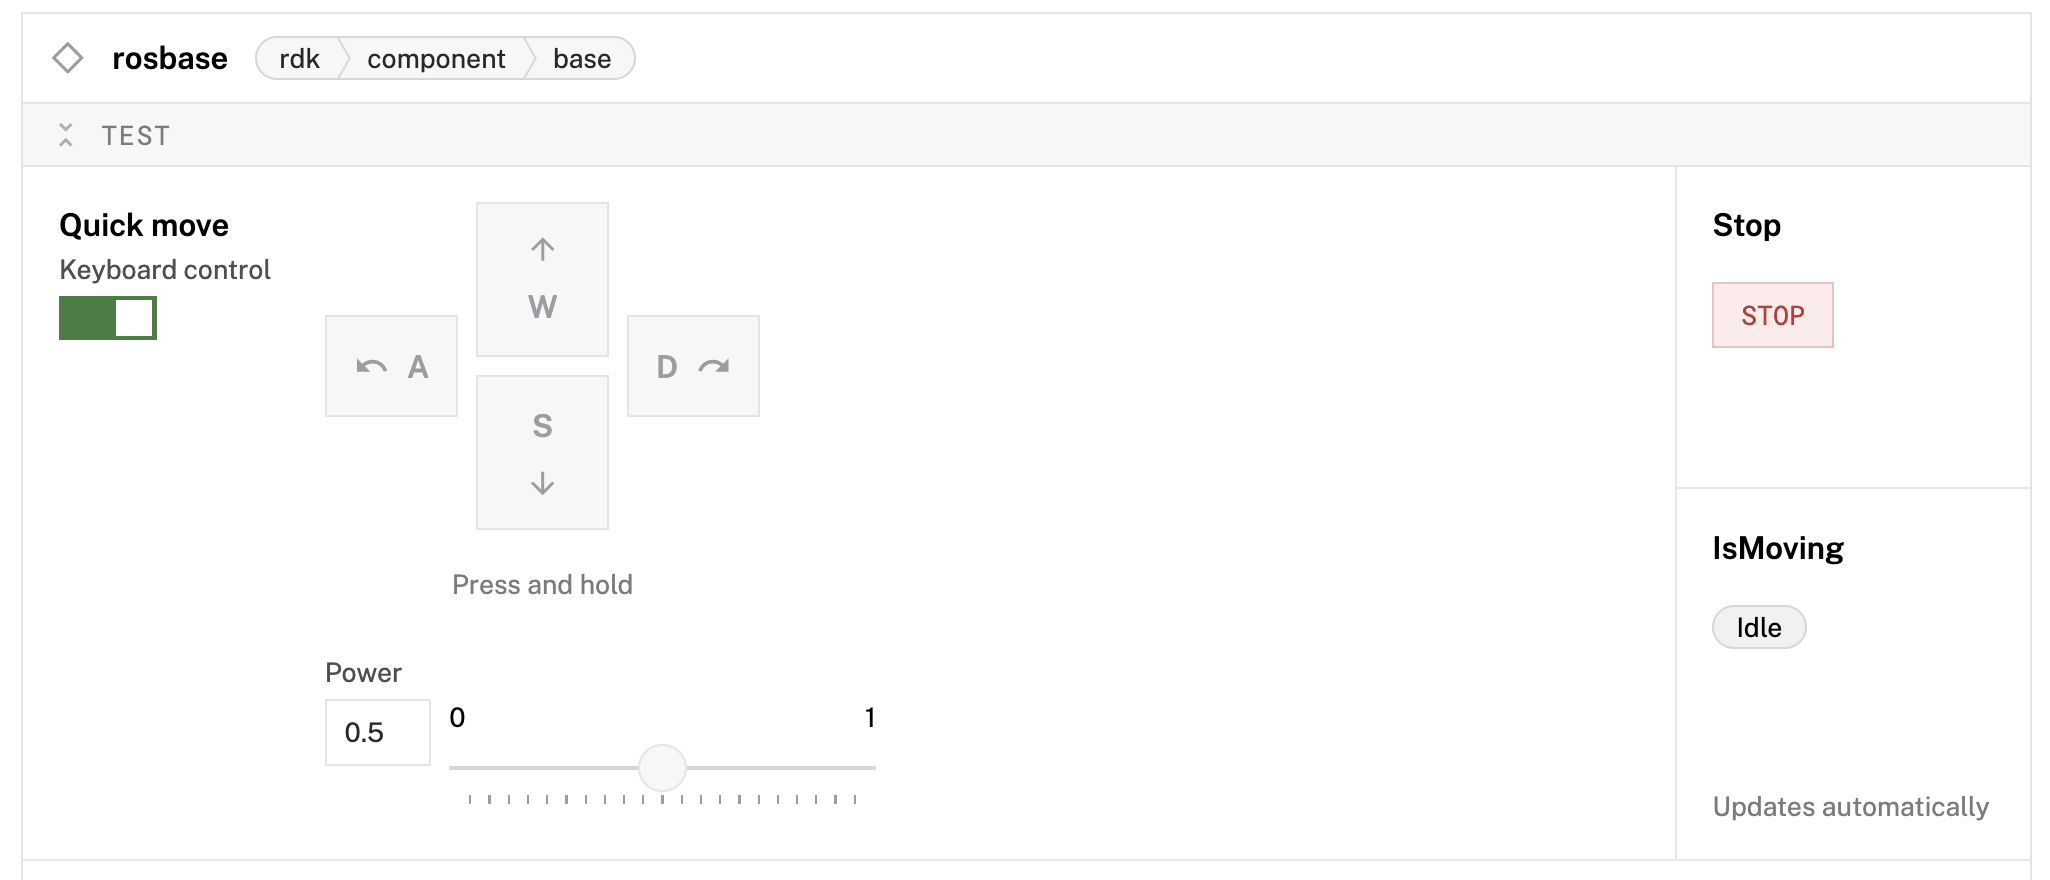 rosbase rdk component base
TEST
Quick move
Keyboard control
W
A
D
S
Press and hold
Power
0.5
0 1
Stop
STOP
IsMoving
Idle
Updates automatically